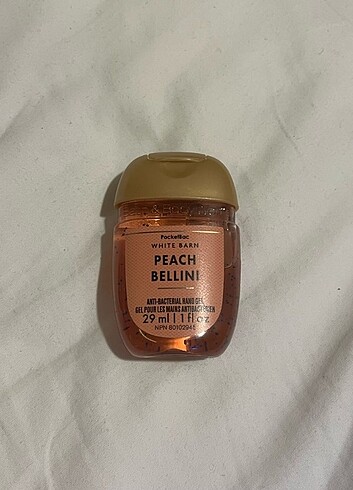 PocketBac
WHITE BARN
PEACH
BELLINI
ANTI-BACTERIAL HAND GEL
GEL POUR LES MAINS ANTIBACTÉRIEN
29 ml | 1 fl oz
NPN 80102945